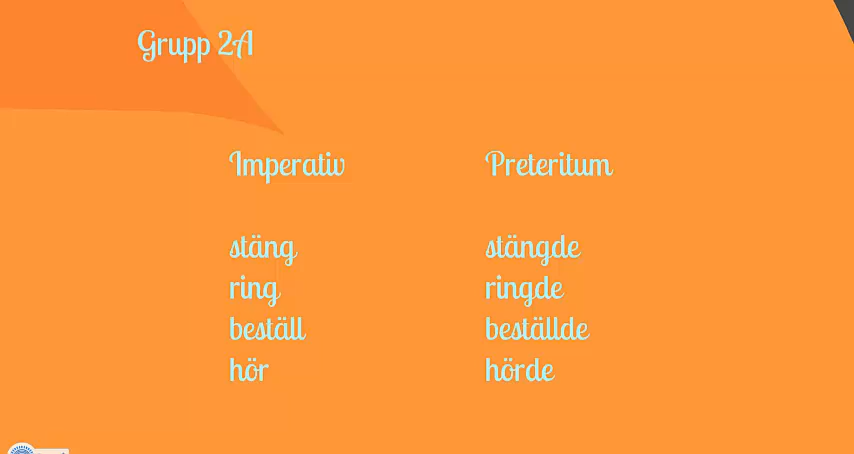 Grupp 2A
Imperativ Preteritum
stäng stängde
ring ringde
beställ beställde
hör hörde